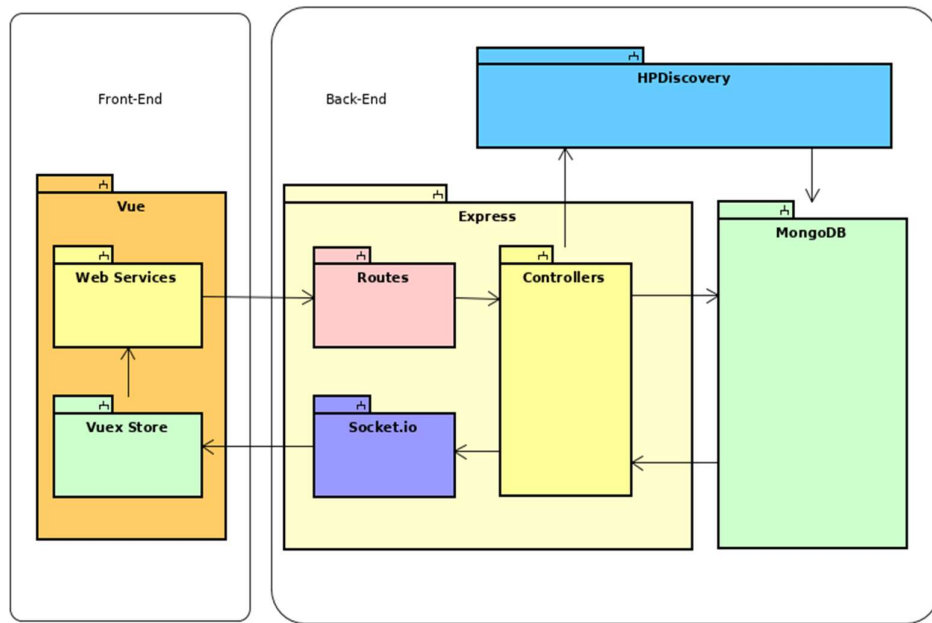 Front-End
Back-End
HPDiscovery
Vue
Express
MongoDB
Web Services
Routes
Controllers
Vuex Store
Socket.io